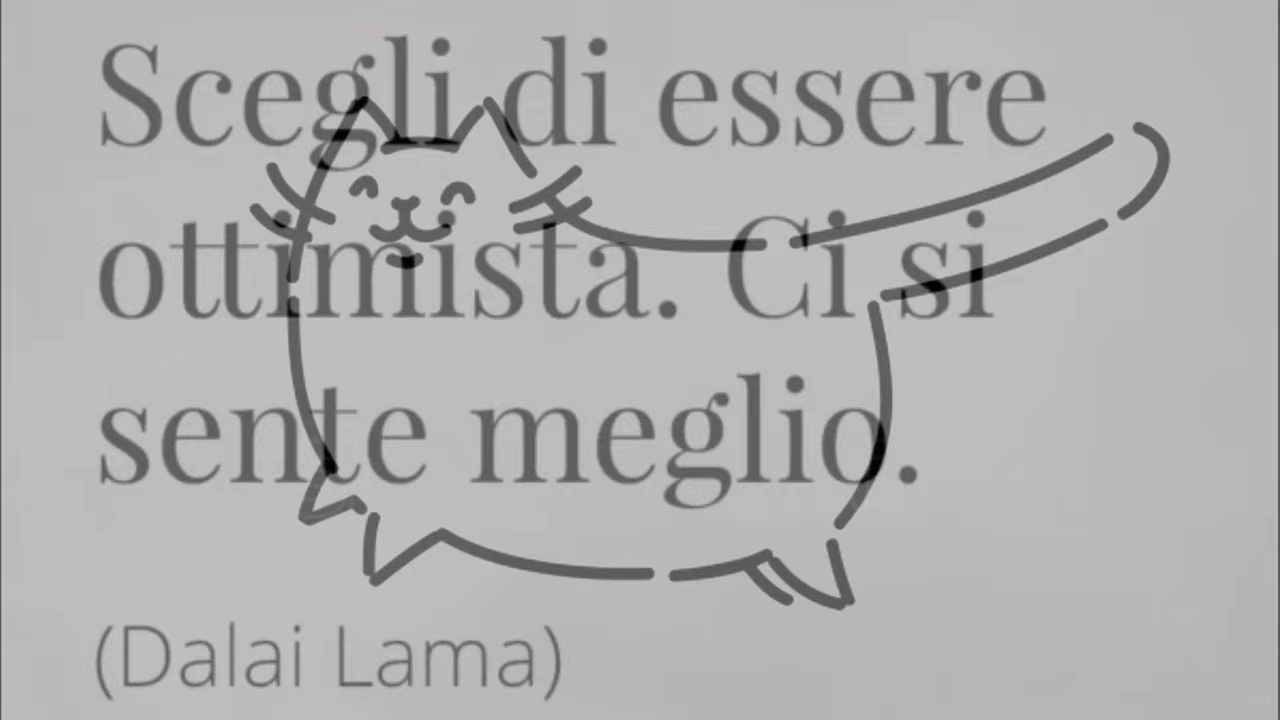 Scegli di essere
ottimista. Ci si
sente meglio.
(Dalai Lama)